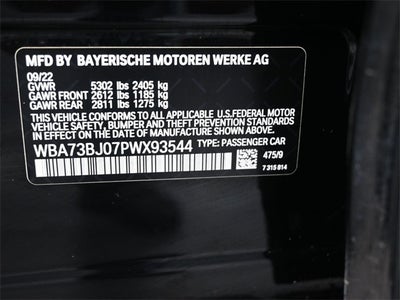 MFD BY BAYERISCHE MOTOREN WERKE AG
09/22
GVWR 5302 lbs 2405 kg
GAWR FRONT 2612 lbs 1185 kg
GAWR REAR 2811 lbs 1275 kg
THIS VEHICLE CONFORMS TO ALL APPLICABLE U.S. FEDERAL MOTOR
VEHICLE SAFETY, BUMPER, AND THEFT PREVENTION STANDARDS
IN EFFECT ON THE DATE OF MANUFACTURE SHOWN ABOVE.
WBA73BJ07PWX93544 TYPE: PASSENGER CAR
475/9
7 315 814